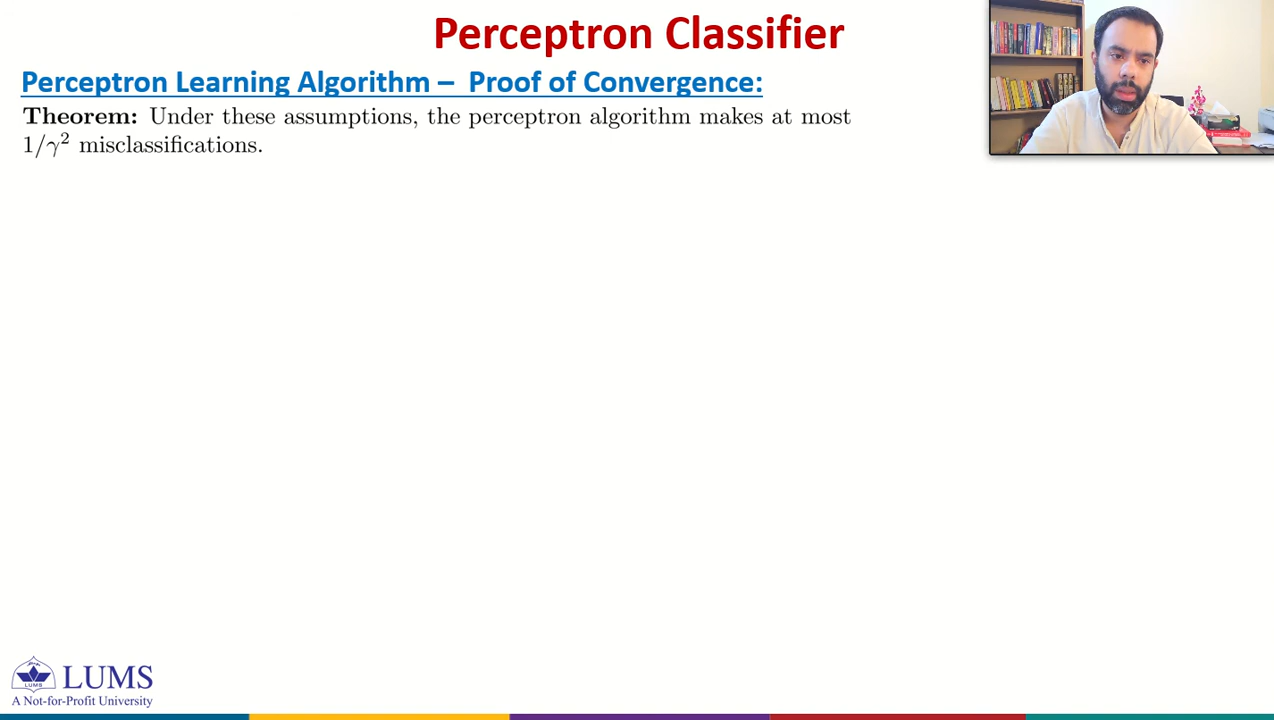 Perceptron Classifier
Perceptron Learning Algorithm – Proof of Convergence:
Theorem: Under these assumptions, the perceptron algorithm makes at most
1/γ² misclassifications.
LUMS
LUMS
A Not-for-Profit University